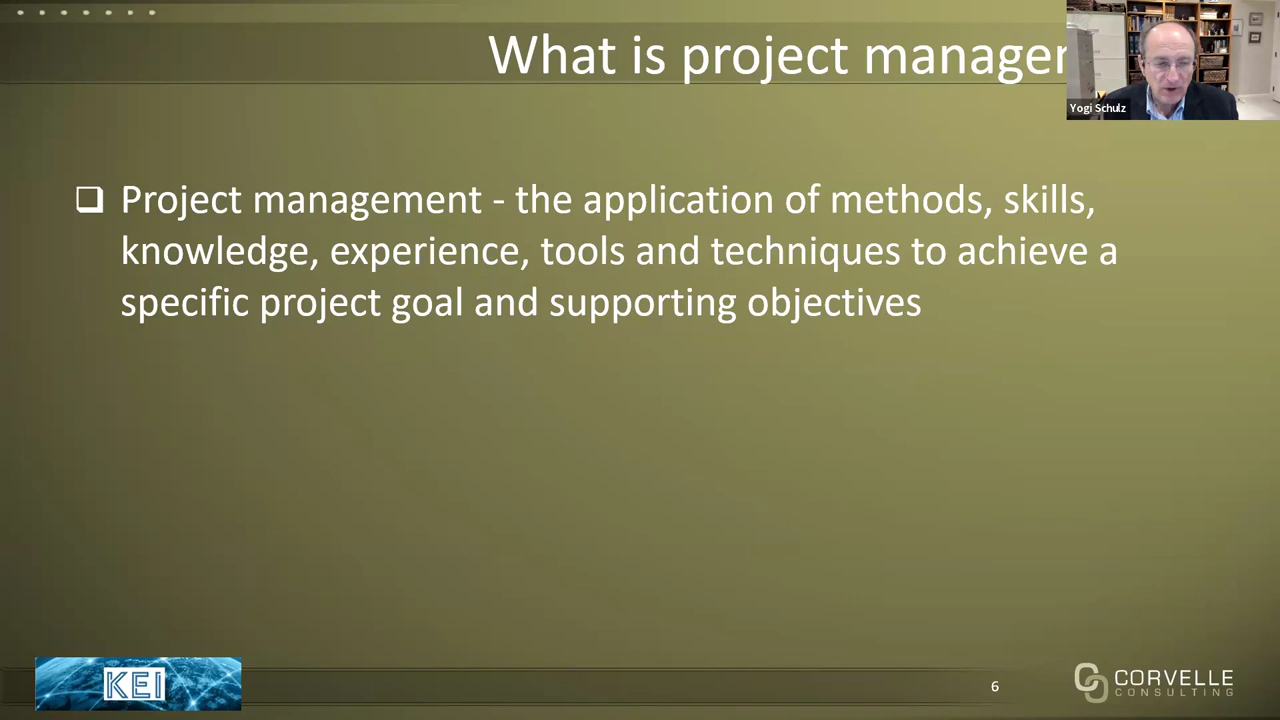 What is project manager
Yogi Schulz
❑ Project management - the application of methods, skills,
knowledge, experience, tools and techniques to achieve a
specific project goal and supporting objectives
KEI
6
CORVELLE
CONSULTING